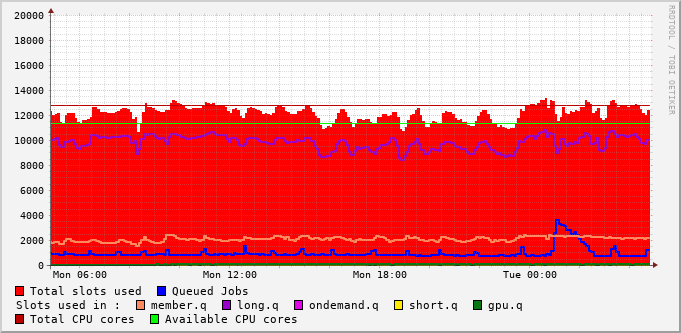 20000
18000
16000
14000
12000
10000
8000
6000
4000
2000
0
Mon 06:00 Mon 12:00 Mon 18:00 Tue 00:00
RRDTOOL / TOBI OETIKER
Total slots used Queued Jobs
Slots used in : member.q long.q ondemand.q short.q gpu.q
Total CPU cores Available CPU cores